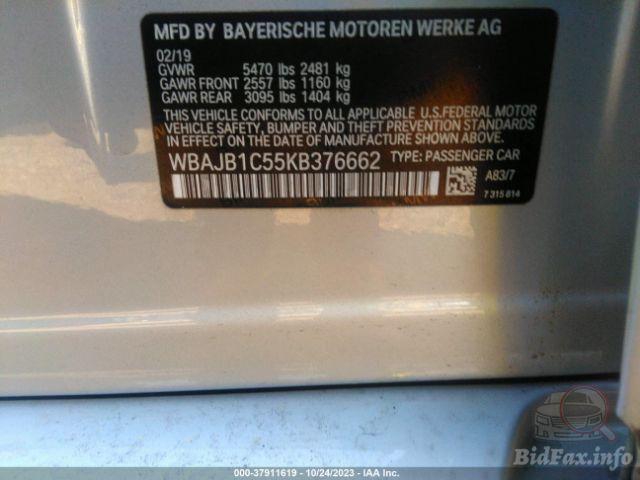 MFD BY BAYERISCHE MOTOREN WERKE AG
02/19
GVWR 5470 lbs 2481 kg
GAWR FRONT 2557 lbs 1160 kg
GAWR REAR 3095 lbs 1404 kg
THIS VEHICLE CONFORMS TO ALL APPLICABLE U.S.FEDERAL MOTOR
VEHICLE SAFETY, BUMPER AND THEFT PREVENTION STANDARDS
IN EFFECT ON THE DATE OF MANUFACTURE SHOWN ABOVE.
WBAJB1C55KB376662 TYPE: PASSENGER CAR
A83/7
7 315 814
000-37911619 - 10/24/2023 - IAA Inc.
BidFax.info